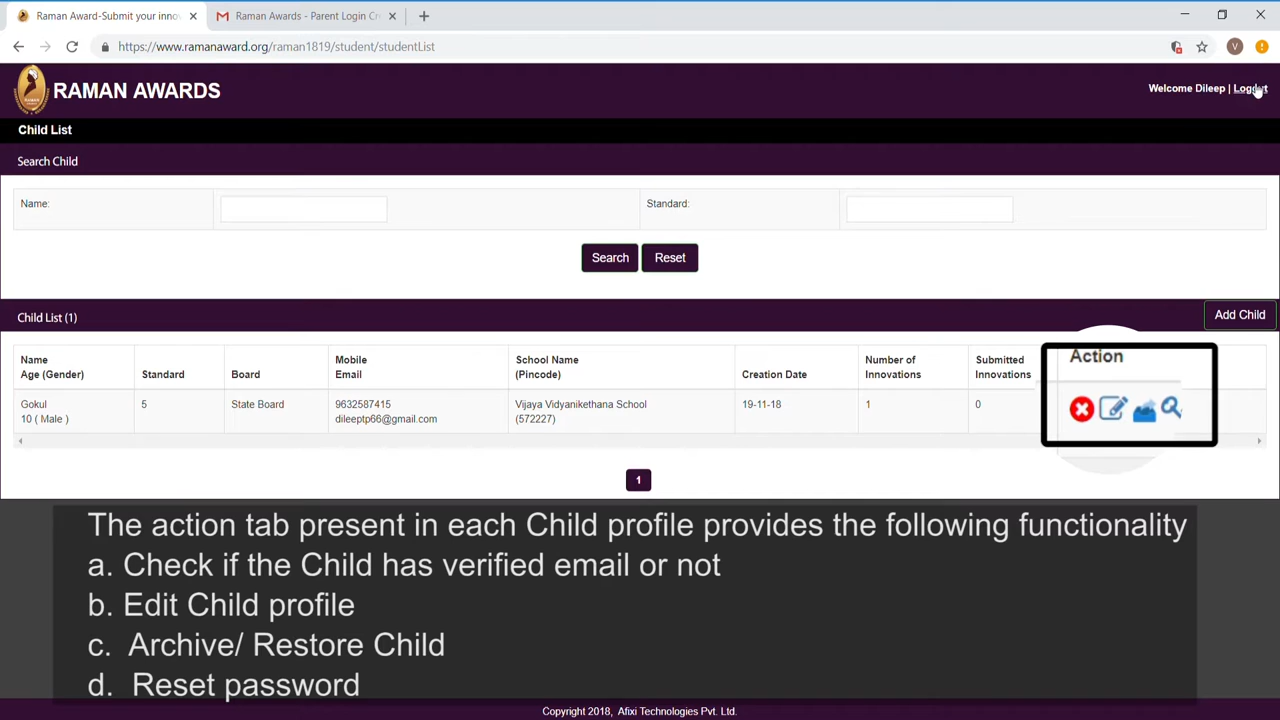 Raman Award-Submit your inno
Raman Awards - Parent Login Cr
https://www.ramanaward.org/raman1819/student/studentList
V
RAMAN AWARDS
Welcome Dileep | Logout
Child List
Search Child
Name:
Standard:
Search
Reset
Child List (1)
Add Child
Name
Age (Gender)
Standard
Board
Mobile
Email
School Name
(Pincode)
Creation Date
Number of
Innovations
Submitted
Innovations
Action
Gokul
10 ( Male )
5
State Board
9632587415
dileeptp66@gmail.com
Vijaya Vidyanikethana School
(572227)
19-11-18
1
0
1
The action tab present in each Child profile provides the following functionality
a. Check if the Child has verified email or not
b. Edit Child profile
c. Archive/ Restore Child
d. Reset password
Copyright 2018, Afixi Technologies Pvt. Ltd.